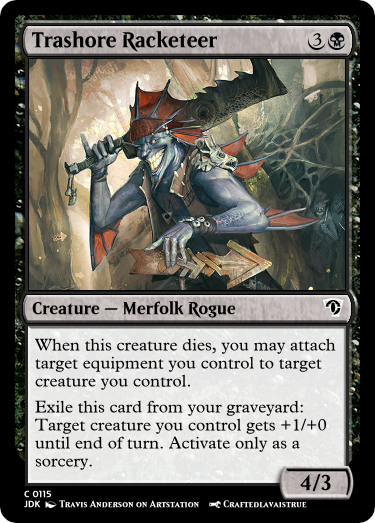 Trashore Racketeer 3
Creature — Merfolk Rogue
When this creature dies, you may attach
target equipment you control to target
creature you control.
Exile this card from your graveyard:
Target creature you control gets +1/+0
until end of turn. Activate only as a
sorcery.
4/3
C 0115
JDK Travis Anderson on Artstation Craftedlavaistrue